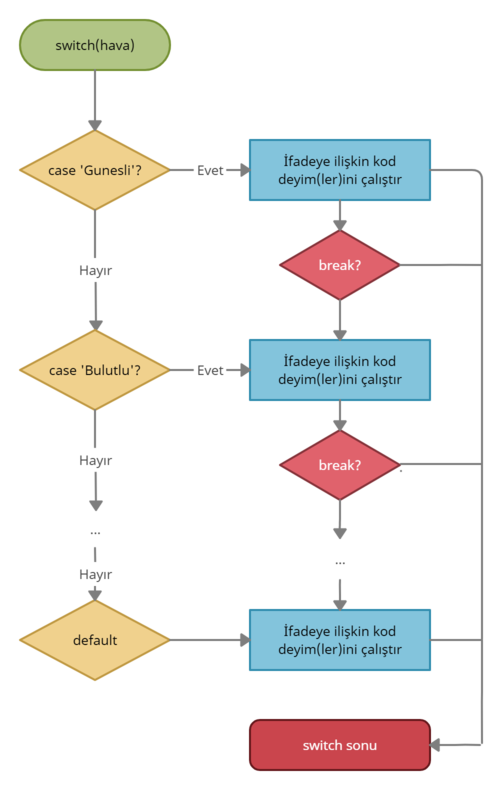 switch(hava)
case 'Gunesli'?
Evet
İfadeye ilişkin kod
deyim(ler)ini çalıştır
break?
Hayır
case 'Bulutlu'?
Evet
İfadeye ilişkin kod
deyim(ler)ini çalıştır
Hayır
break?
...
...
Hayır
default
İfadeye ilişkin kod
deyim(ler)ini çalıştır
switch sonu